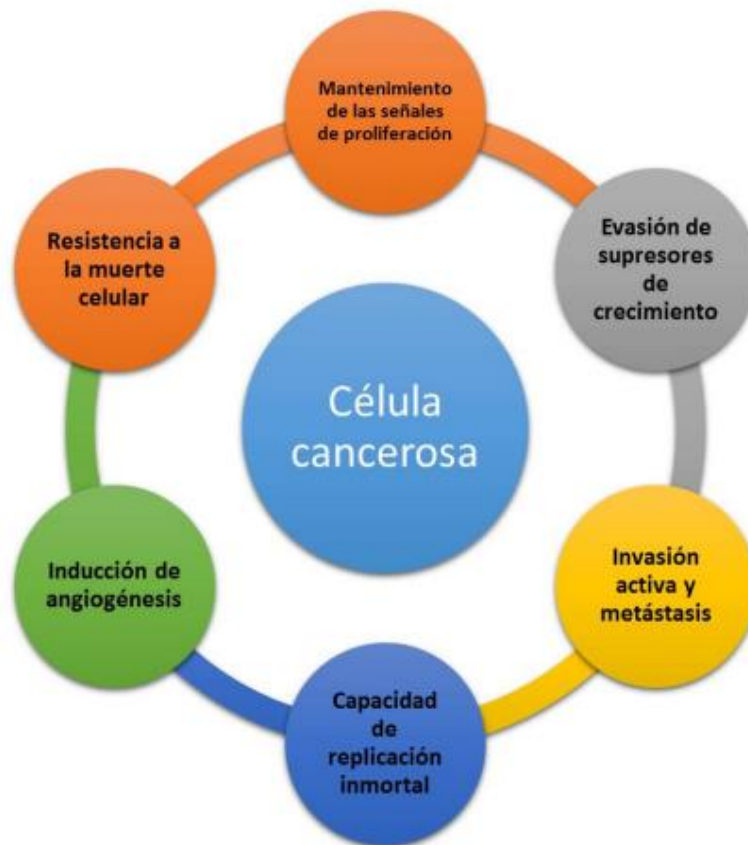 Mantenimiento
de las señales
de proliferación
Evasión de
supresores
de
crecimiento
Invasión
activa y
metástasis
Capacidad
de
replicación
inmortal
Inducción de
angiogénesis
Resistencia a
la muerte
celular
Célula
cancerosa